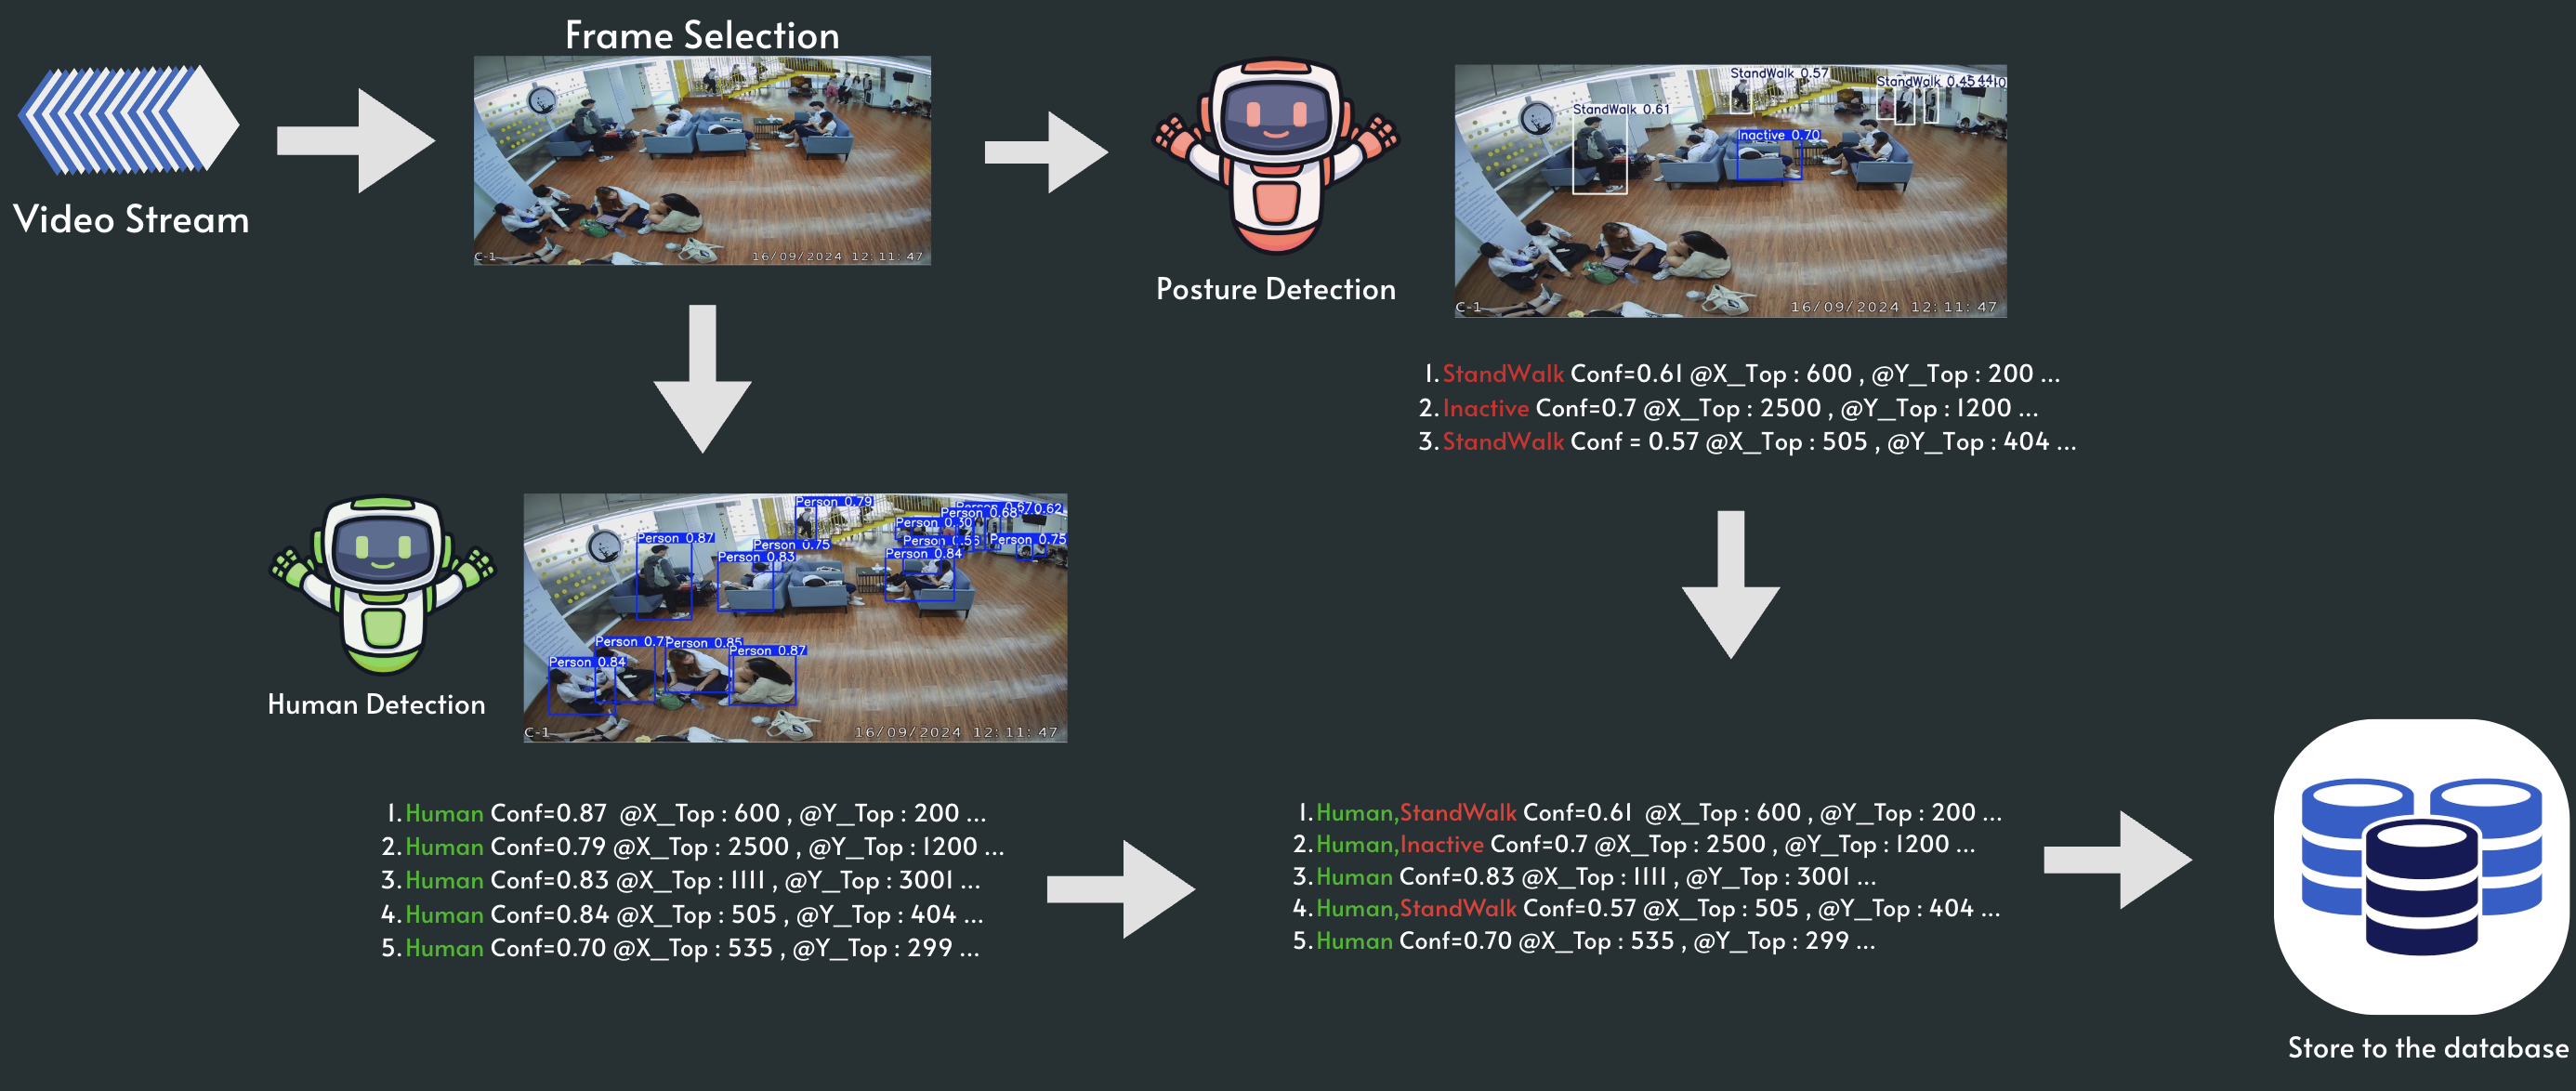 Frame Selection
Video Stream
C-1
16/09/2024 12:11:47
Posture Detection
StandWalk 0.57
StandWalk 0.45
StandWalk 0.61
Inactive 0.70
C-1
16/09/2024 12:11:47
1. StandWalk Conf=0.61 @X_Top : 600 , @Y_Top : 200 ...
2. Inactive Conf=0.7 @X_Top : 2500 , @Y_Top : 1200 ...
3. StandWalk Conf = 0.57 @X_Top : 505 , @Y_Top : 404 ...
Human Detection
Person 0.79
0.62
Person 0.68
Person 0.30
Person 0.87
Person 0.75
Person 0.75
Person 0.83
Person 0.84
Person 0.85
Person 0.87
Person 0.84
C-1
16/09/2024 12:11:47
1. Human Conf=0.87 @X_Top : 600 , @Y_Top : 200 ...
2. Human Conf=0.79 @X_Top : 2500 , @Y_Top : 1200 ...
3. Human Conf=0.83 @X_Top : 1111 , @Y_Top : 3001 ...
4. Human Conf=0.84 @X_Top : 505 , @Y_Top : 404 ...
5. Human Conf=0.70 @X_Top : 535 , @Y_Top : 299 ...
1. Human,StandWalk Conf=0.61 @X_Top : 600 , @Y_Top : 200 ...
2. Human,Inactive Conf=0.7 @X_Top : 2500 , @Y_Top : 1200 ...
3. Human Conf=0.83 @X_Top : 1111 , @Y_Top : 3001 ...
4. Human,StandWalk Conf=0.57 @X_Top : 505 , @Y_Top : 404 ...
5. Human Conf=0.70 @X_Top : 535 , @Y_Top : 299 ...
Store to the database